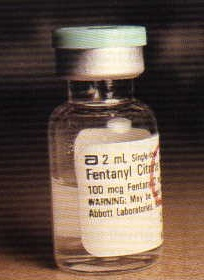 a 2 mL Single-
Fentanyl Citra
100 mcg Fentan
WARNING: May be
Abbott Laboratories